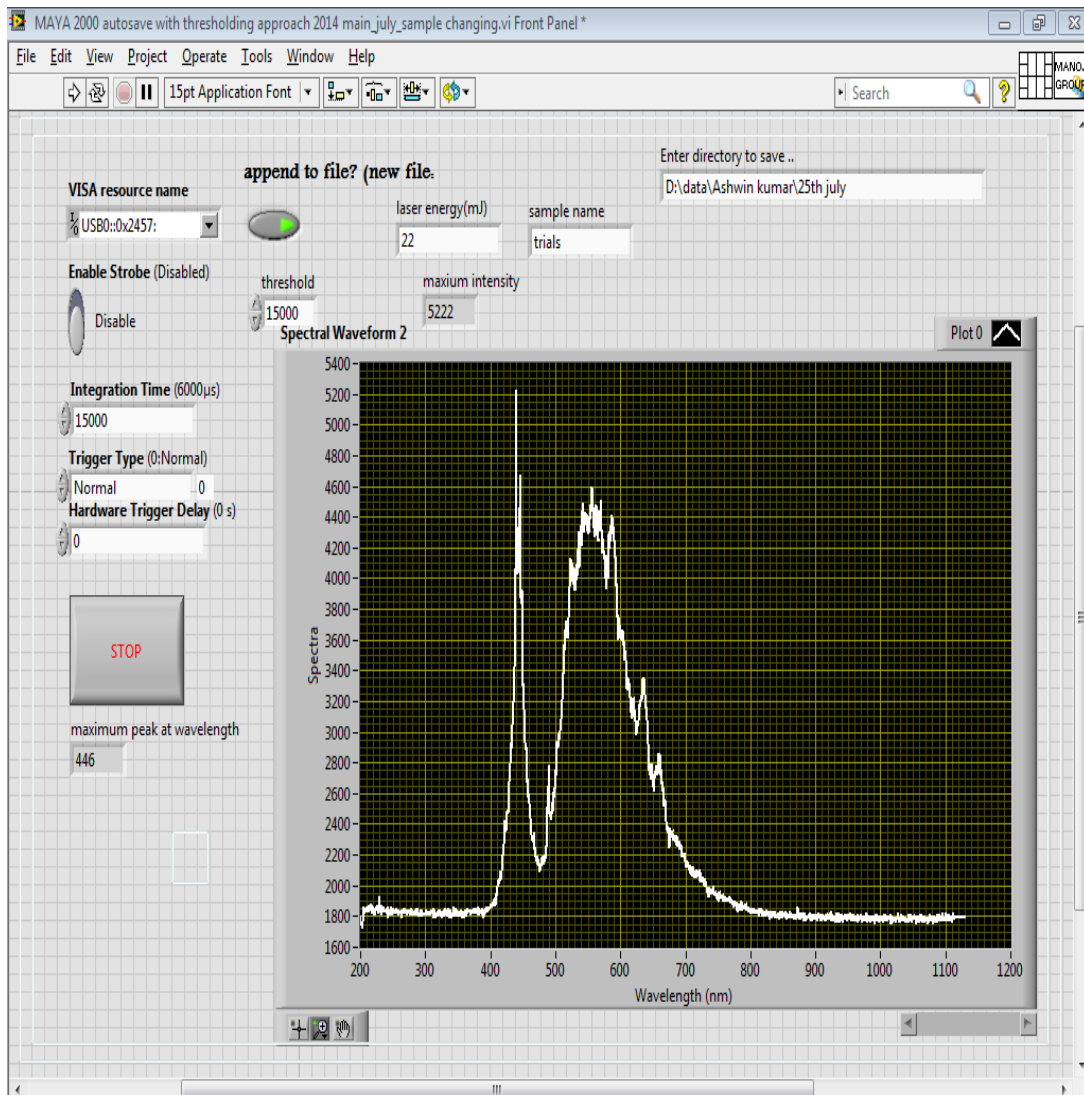 MAYA 2000 autosave with thresholding approach 2014 main_july_sample changing.vi Front Panel *
File Edit View Project Operate Tools Window Help
15pt Application Font
Search
MANOJ
GROUP
append to file? (new file:
Enter directory to save ..
D:\data\Ashwin kumar\25th july
VISA resource name
USB0::0x2457:
laser energy(mJ)
22
sample name
trials
Enable Strobe (Disabled)
Disable
threshold
15000
maxium intensity
5222
Spectral Waveform 2
Plot 0
Integration Time (6000µs)
15000
Trigger Type (0:Normal)
Normal 0
Hardware Trigger Delay (0 s)
0
STOP
maximum peak at wavelength
446
Spectra
5400
5200
5000
4800
4600
4400
4200
4000
3800
3600
3400
3200
3000
2800
2600
2400
2200
2000
1800
1600
200 300 400 500 600 700 800 900 1000 1100 1200
Wavelength (nm)